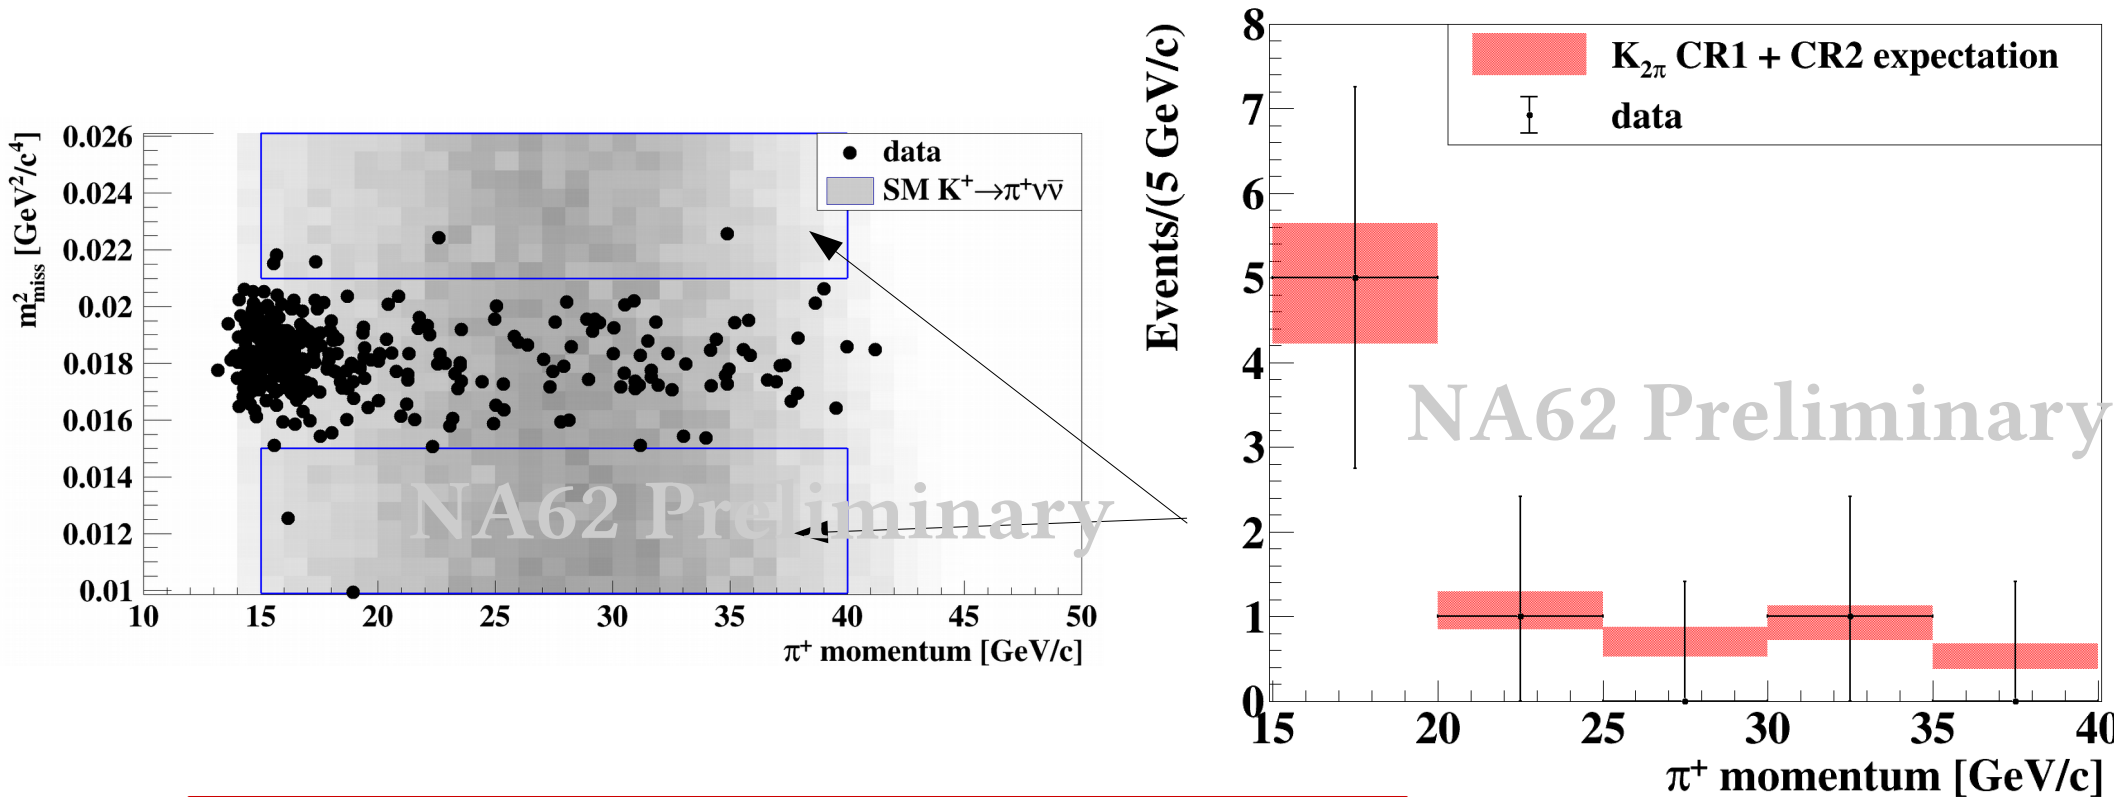 m²miss [GeV²/c⁴]
0.026
0.024
0.022
0.02
0.018
0.016
0.014
0.012
0.01
data
SM K⁺→π⁺νν̄
NA62 Preliminary
10 15 20 25 30 35 40 45 50
π⁺ momentum [GeV/c]
Events/(5 GeV/c)
8
7
6
5
4
3
2
1
0
K₂π CR1 + CR2 expectation
data
NA62 Preliminary
15 20 25 30 35 40
π⁺ momentum [GeV/c]